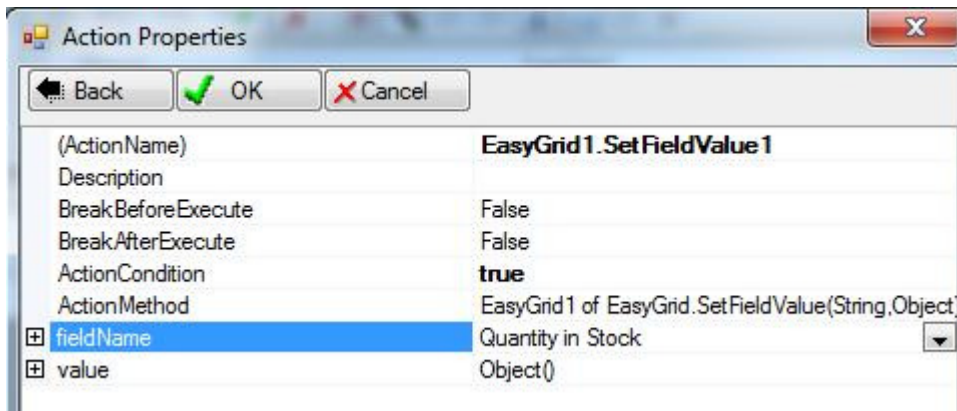 Action Properties
Back OK Cancel
(ActionName) EasyGrid1.SetFieldValue1
Description
BreakBeforeExecute False
BreakAfterExecute False
ActionCondition true
ActionMethod EasyGrid1 of EasyGrid.SetFieldValue(String,Object)
fieldName Quantity in Stock
value Object()